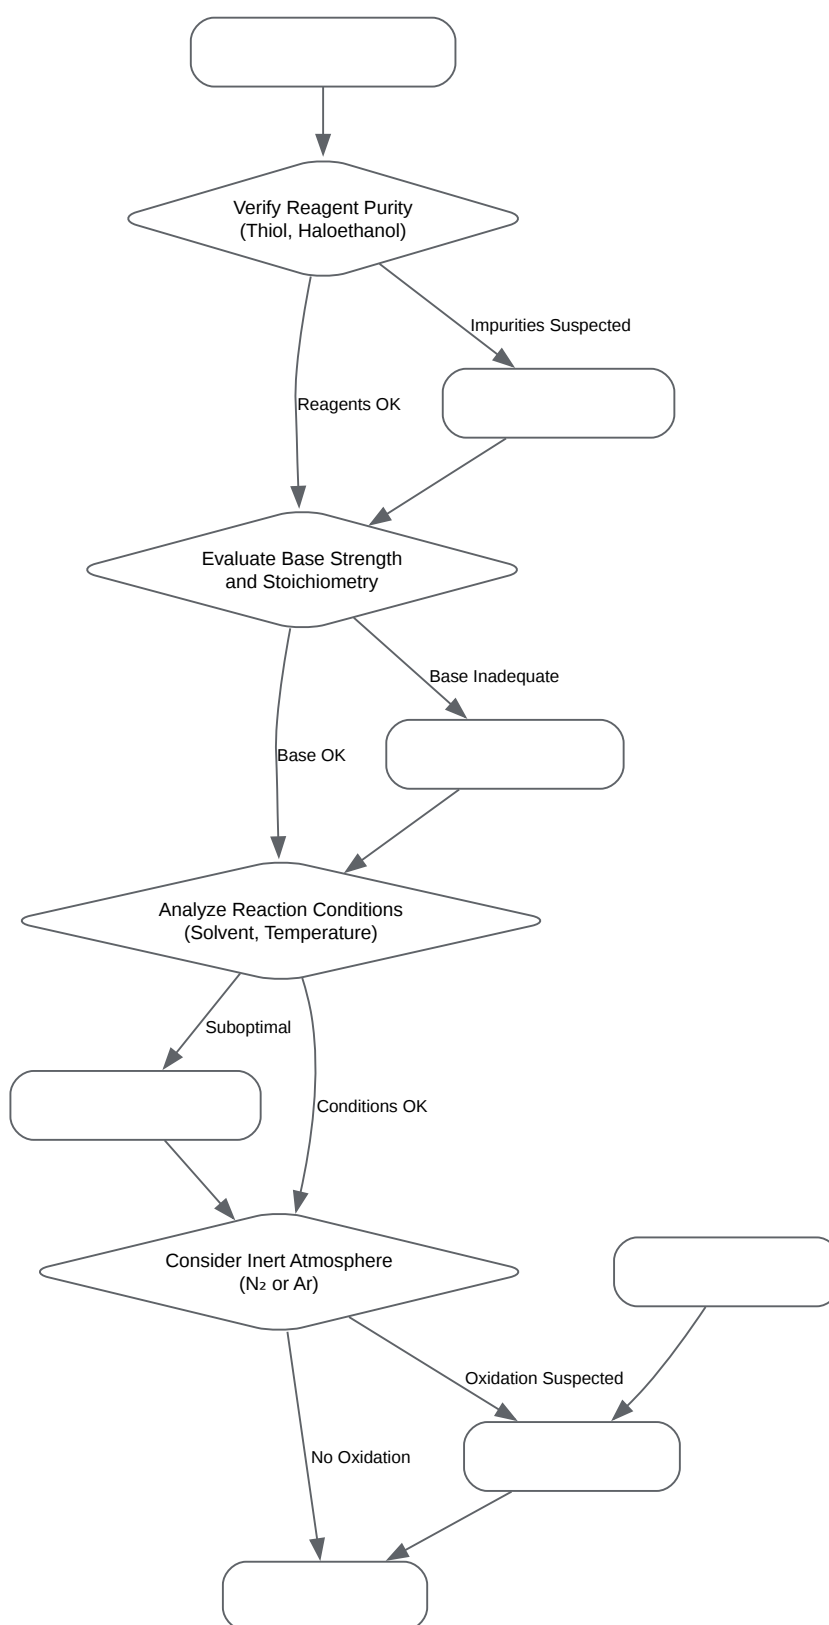 Verify Reagent Purity
(Thiol, Haloethanol)
Impurities Suspected
Reagents OK
Evaluate Base Strength
and Stoichiometry
Base Inadequate
Base OK
Analyze Reaction Conditions
(Solvent, Temperature)
Suboptimal
Conditions OK
Consider Inert Atmosphere
(N₂ or Ar)
Oxidation Suspected
No Oxidation